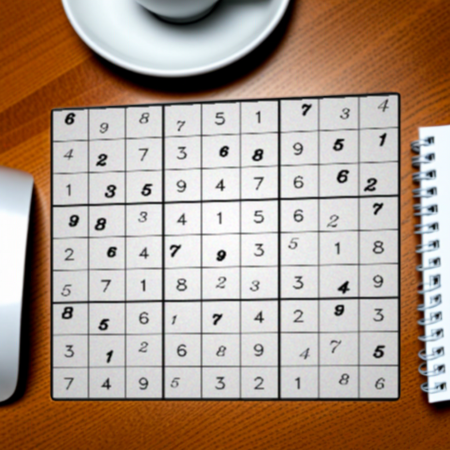 6 9 8 7 5 1 7 3 4
4 2 7 3 6 8 9 5 1
1 3 5 9 4 7 6 6 2
9 8 3 4 1 5 6 2 7
2 6 4 7 9 3 5 1 8
5 7 1 8 2 3 3 4 9
8 5 6 1 7 4 2 9 3
3 1 2 6 8 9 4 7 5
7 4 9 5 3 2 1 8 6